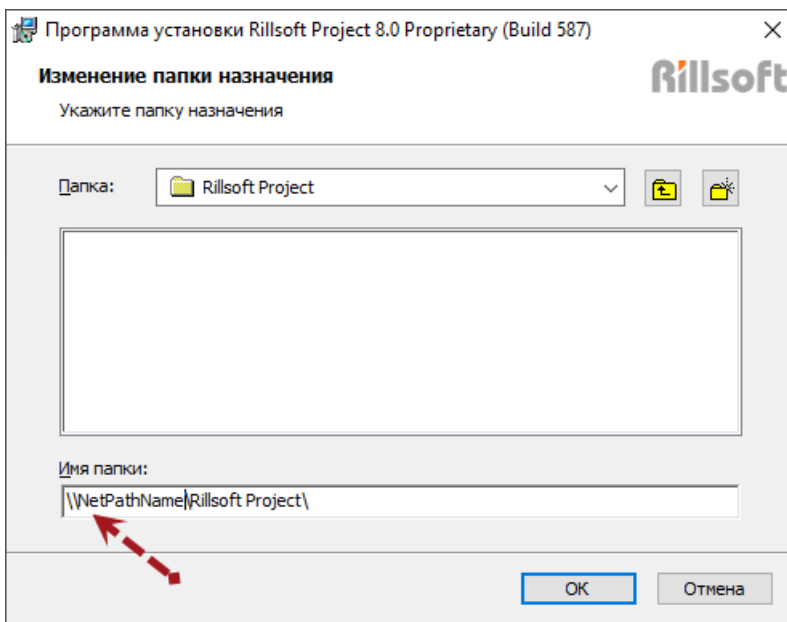 Программа установки Rillsoft Project 8.0 Proprietary (Build 587)
Изменение папки назначения
Rillsoft
Укажите папку назначения
Папка:
Rillsoft Project
Имя папки:
\\NetPathName\Rillsoft Project\
OK
Отмена